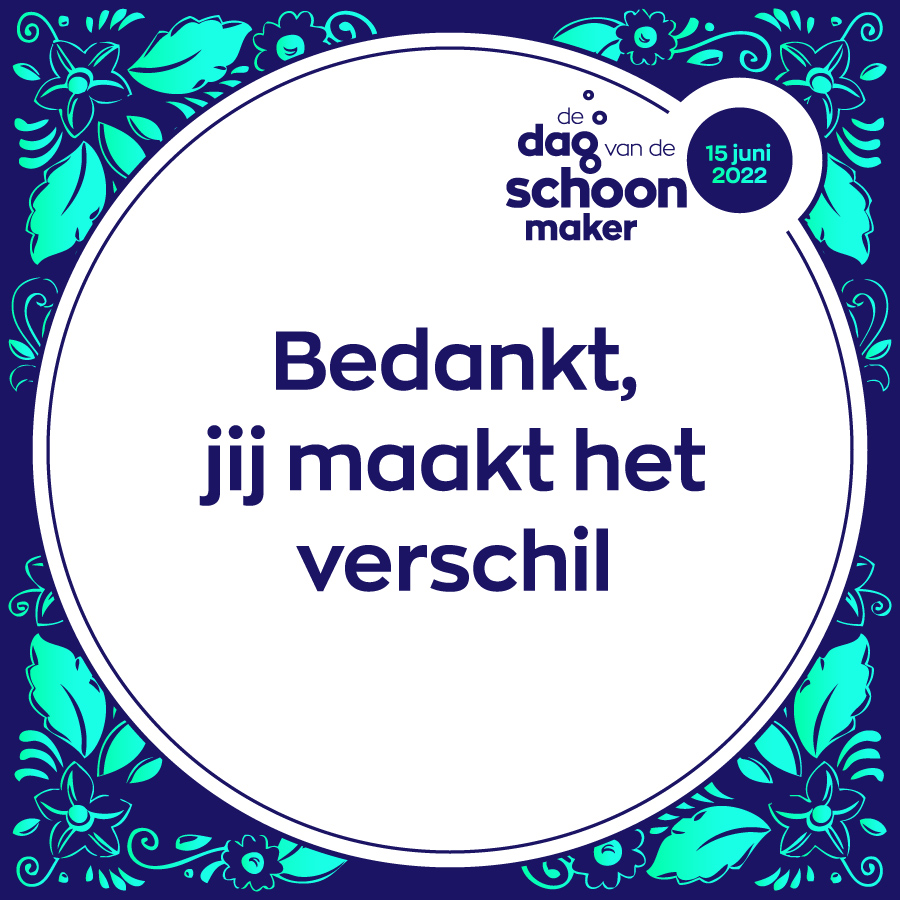 de
dag van de
schoon
maker
15 juni
2022
Bedankt,
jij maakt het
verschil